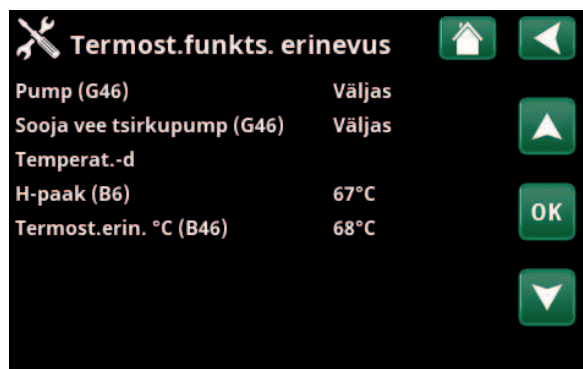 Termost.funkts. erinevus
Pump (G46) Väljas
Sooja vee tsirkupump (G46) Väljas
Temperat.-d
H-paak (B6) 67°C
OK
Termost.erin. °C (B46) 68°C